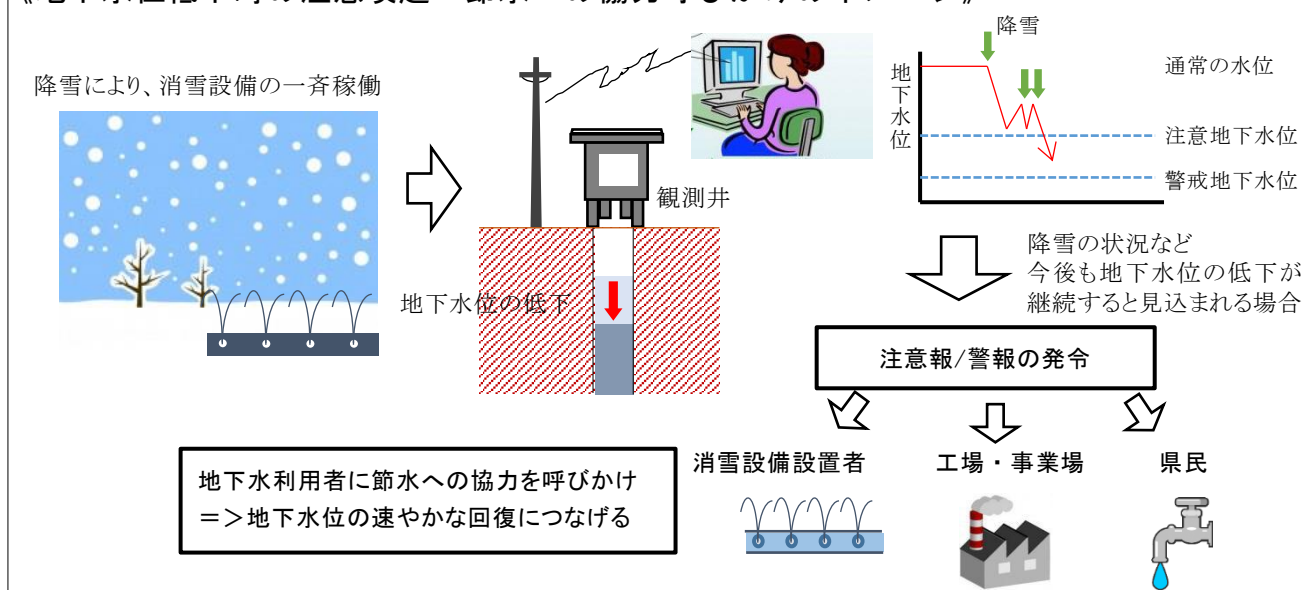 降雪により、消雪設備の一斉稼働
観測井
地下水位の低下
降雪
地下水位
通常の水位
注意地下水位
警戒地下水位
降雪の状況など
今後も地下水位の低下が
継続すると見込まれる場合
注意報/警報の発令
消雪設備設置者
工場・事業場
県民
地下水利用者に節水への協力を呼びかけ
=>地下水位の速やかな回復につなげる